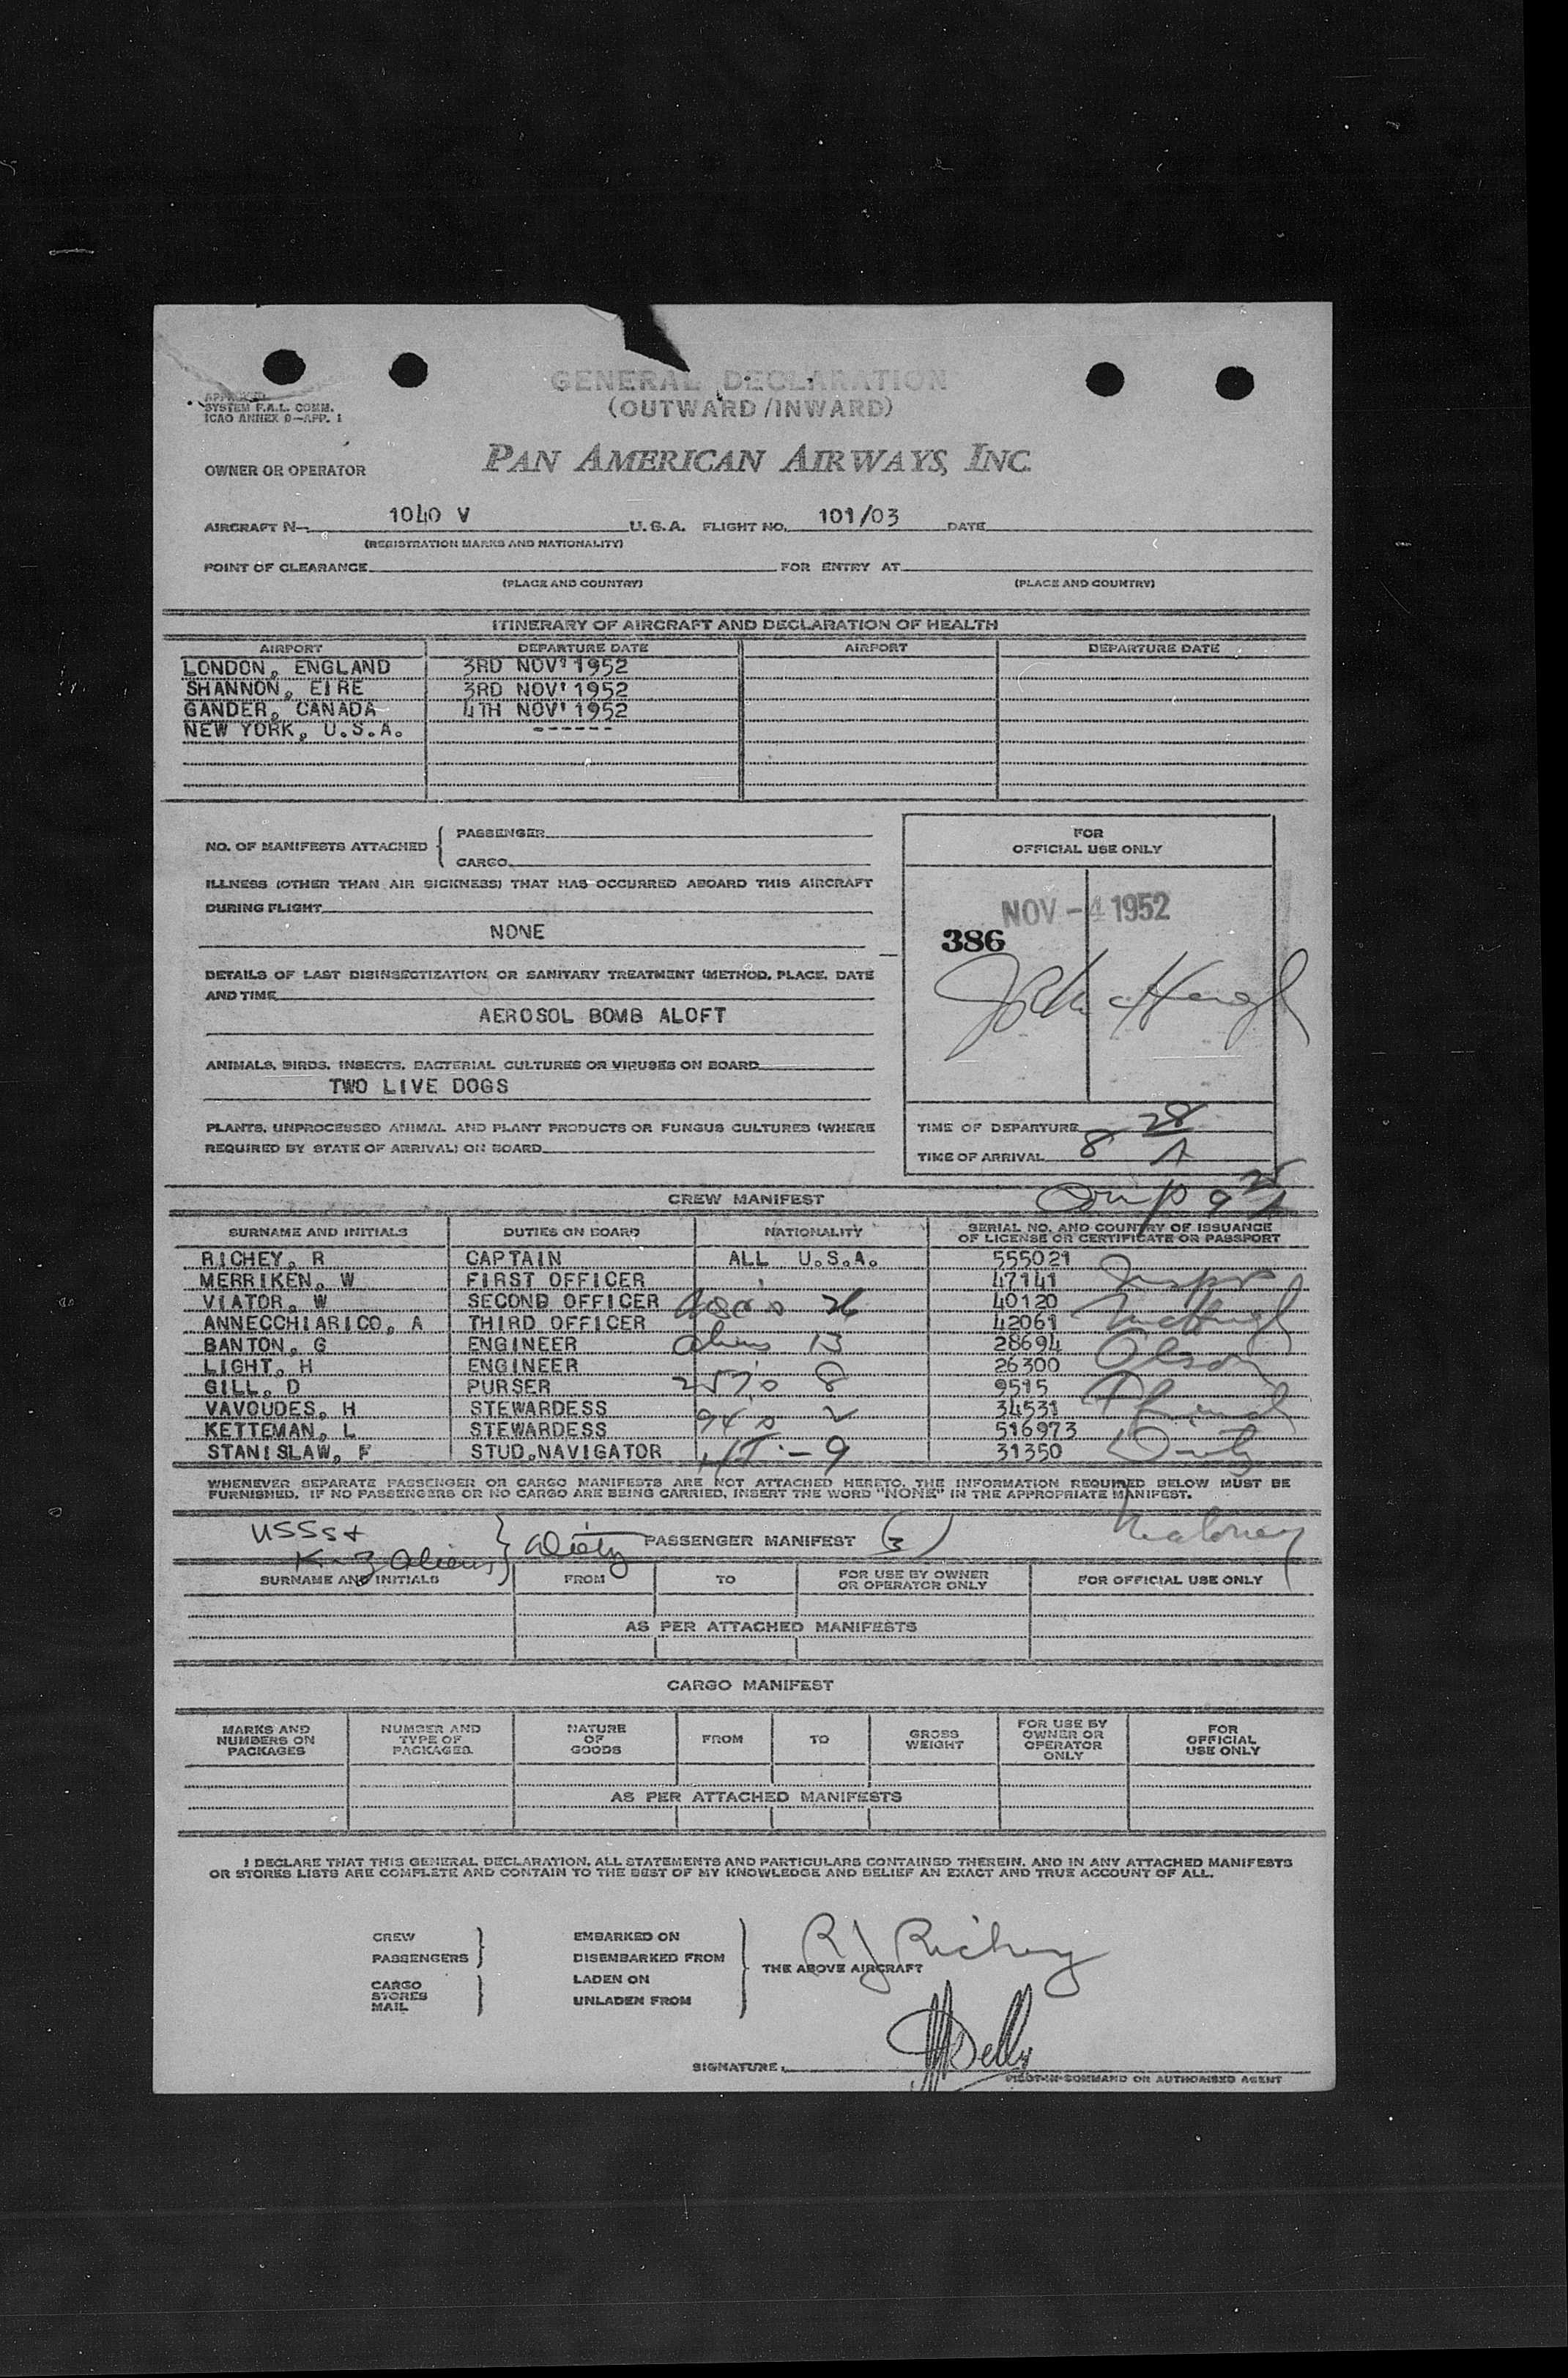 GENERAL DECLARATION
(OUTWARD/INWARD)
APPROVED
SYSTEM F.A.L. COMM.
ICAO ANNEX 9—APP. 1
OWNER OR OPERATOR PAN AMERICAN AIRWAYS, INC.
AIRCRAFT N— 1040 V U.S.A. FLIGHT NO. 101/03 DATE
(REGISTRATION MARKS AND NATIONALITY)
POINT OF CLEARANCE FOR ENTRY AT
(PLACE AND COUNTRY) (PLACE AND COUNTRY)
ITINERARY OF AIRCRAFT AND DECLARATION OF HEALTH
AIRPORT DEPARTURE DATE AIRPORT DEPARTURE DATE
LONDON, ENGLAND 3RD NOV' 1952
SHANNON, EIRE 3RD NOV' 1952
GANDER, CANADA 4TH NOV' 1952
NEW YORK, U.S.A. ------
NO. OF MANIFESTS ATTACHED { PASSENGER
CARGO
ILLNESS (OTHER THAN AIR SICKNESS) THAT HAS OCCURRED ABOARD THIS AIRCRAFT
DURING FLIGHT
NONE
DETAILS OF LAST DISINSECTIZATION OR SANITARY TREATMENT (METHOD, PLACE, DATE
AND TIME
AEROSOL BOMB ALOFT
ANIMALS, BIRDS, INSECTS, BACTERIAL CULTURES OR VIRUSES ON BOARD
TWO LIVE DOGS
PLANTS, UNPROCESSED ANIMAL AND PLANT PRODUCTS OR FUNGUS CULTURES (WHERE
REQUIRED BY STATE OF ARRIVAL) ON BOARD
FOR
OFFICIAL USE ONLY
NOV - 4 1952
386
TIME OF DEPARTURE
TIME OF ARRIVAL 8 28 A
Comp 9 25 A
CREW MANIFEST
SURNAME AND INITIALS DUTIES ON BOARD NATIONALITY SERIAL NO. AND COUNTRY OF ISSUANCE
OF LICENSE OR CERTIFICATE OR PASSPORT
RICHEY, R CAPTAIN ALL U.S.A. 555021
MERRIKEN, W FIRST OFFICER 47141 Inspr
VIATOR, W SECOND OFFICER 26 40120 McHugh
ANNECCHIARICO, A THIRD OFFICER 42061
BANTON, G ENGINEER aliens 13 28694 Olson
LIGHT, H ENGINEER 26300
GILL, D PURSER 257's 8 9515
VAVOUDES, H STEWARDESS 94's 2 34531
KETTEMAN, L STEWARDESS 516973
STANISLAW, F STUD.NAVIGATOR - 9 31350
WHENEVER SEPARATE PASSENGER OR CARGO MANIFESTS ARE NOT ATTACHED HERETO, THE INFORMATION REQUIRED BELOW MUST BE
FURNISHED. IF NO PASSENGERS OR NO CARGO ARE BEING CARRIED, INSERT THE WORD "NONE" IN THE APPROPRIATE MANIFEST.
Maloney
PASSENGER MANIFEST (3)
3 aliens }
SURNAME AND INITIALS FROM TO FOR USE BY OWNER
OR OPERATOR ONLY FOR OFFICIAL USE ONLY
AS PER ATTACHED MANIFESTS
CARGO MANIFEST
MARKS AND
NUMBERS ON
PACKAGES NUMBER AND
TYPE OF
PACKAGES NATURE
OF
GOODS FROM TO GROSS
WEIGHT FOR USE BY
OWNER OR
OPERATOR
ONLY FOR
OFFICIAL
USE ONLY
AS PER ATTACHED MANIFESTS
I DECLARE THAT THIS GENERAL DECLARATION, ALL STATEMENTS AND PARTICULARS CONTAINED THEREIN, AND IN ANY ATTACHED MANIFESTS
OR STORES LISTS ARE COMPLETE AND CONTAIN TO THE BEST OF MY KNOWLEDGE AND BELIEF AN EXACT AND TRUE ACCOUNT OF ALL.
CREW
PASSENGERS }
CARGO
STORES
MAIL }
EMBARKED ON
DISEMBARKED FROM
LADEN ON
UNLADEN FROM }
THE ABOVE AIRCRAFT
RJ Richey
SIGNATURE
PILOT-IN-COMMAND OR AUTHORISED AGENT